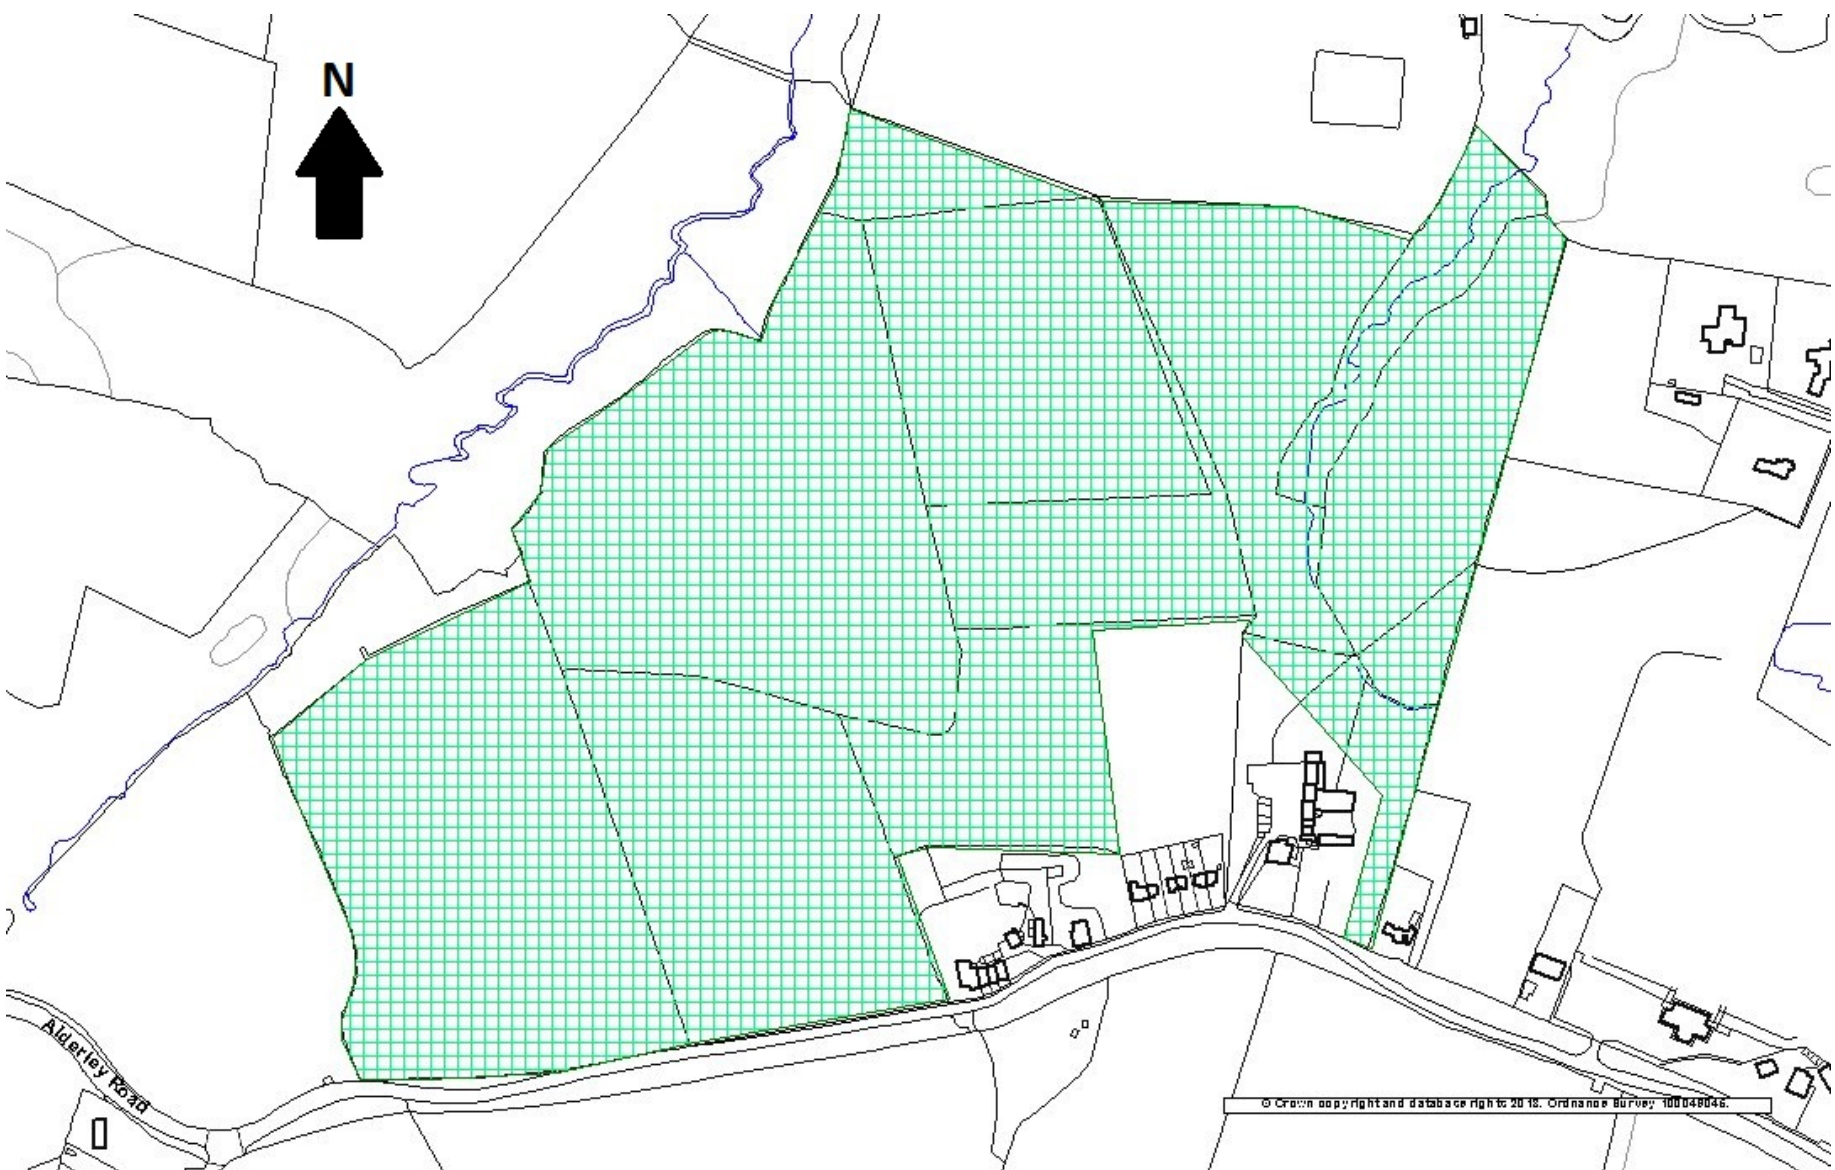 N
Alderley Road
© Crown copyright and database rights 2018. Ordnance Survey 100049046.